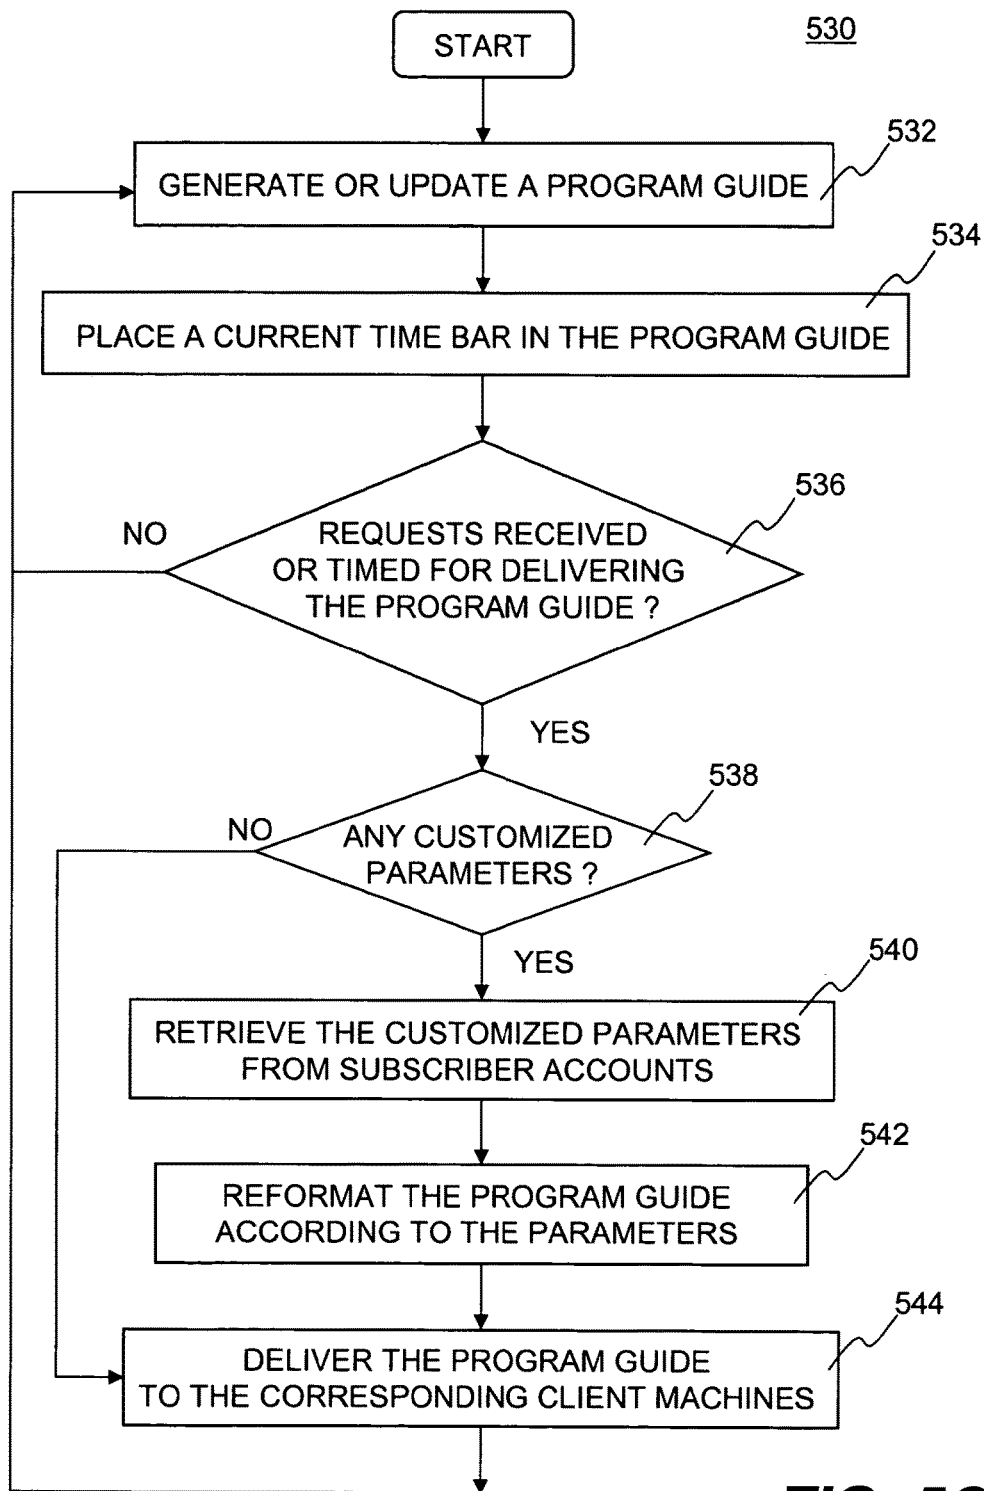 530
START
532
GENERATE OR UPDATE A PROGRAM GUIDE
534
PLACE A CURRENT TIME BAR IN THE PROGRAM GUIDE
536
NO
REQUESTS RECEIVED
OR TIMED FOR DELIVERING
THE PROGRAM GUIDE ?
YES
538
NO
ANY CUSTOMIZED
PARAMETERS ?
YES
540
RETRIEVE THE CUSTOMIZED PARAMETERS
FROM SUBSCRIBER ACCOUNTS
542
REFORMAT THE PROGRAM GUIDE
ACCORDING TO THE PARAMETERS
544
DELIVER THE PROGRAM GUIDE
TO THE CORRESPONDING CLIENT MACHINES